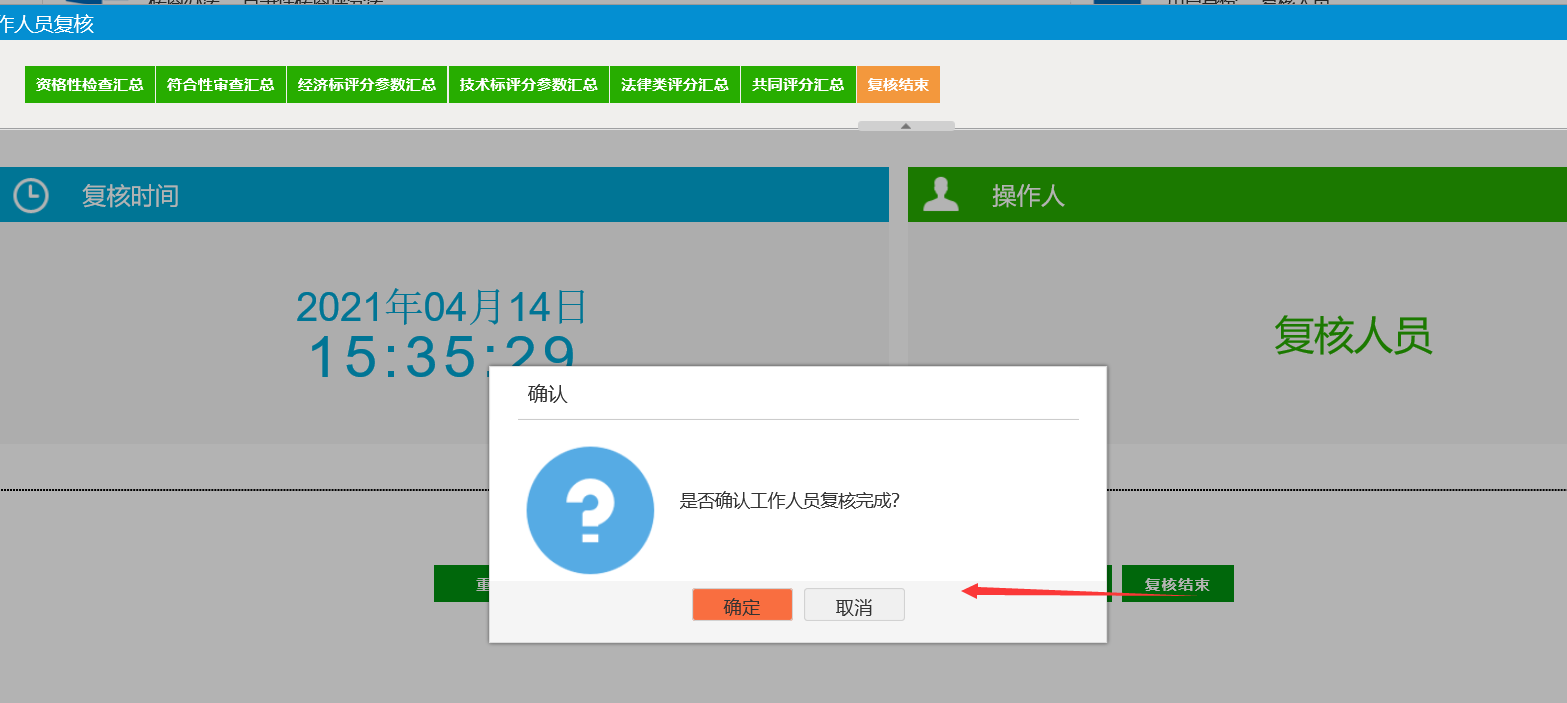 作人员复核
资格性检查汇总
符合性审查汇总
经济标评分参数汇总
技术标评分参数汇总
法律类评分汇总
共同评分汇总
复核结束
复核时间
操作人
2021年04月14日
15:35:29
复核人员
确认
是否确认工作人员复核完成?
重
复核结束
确定
取消